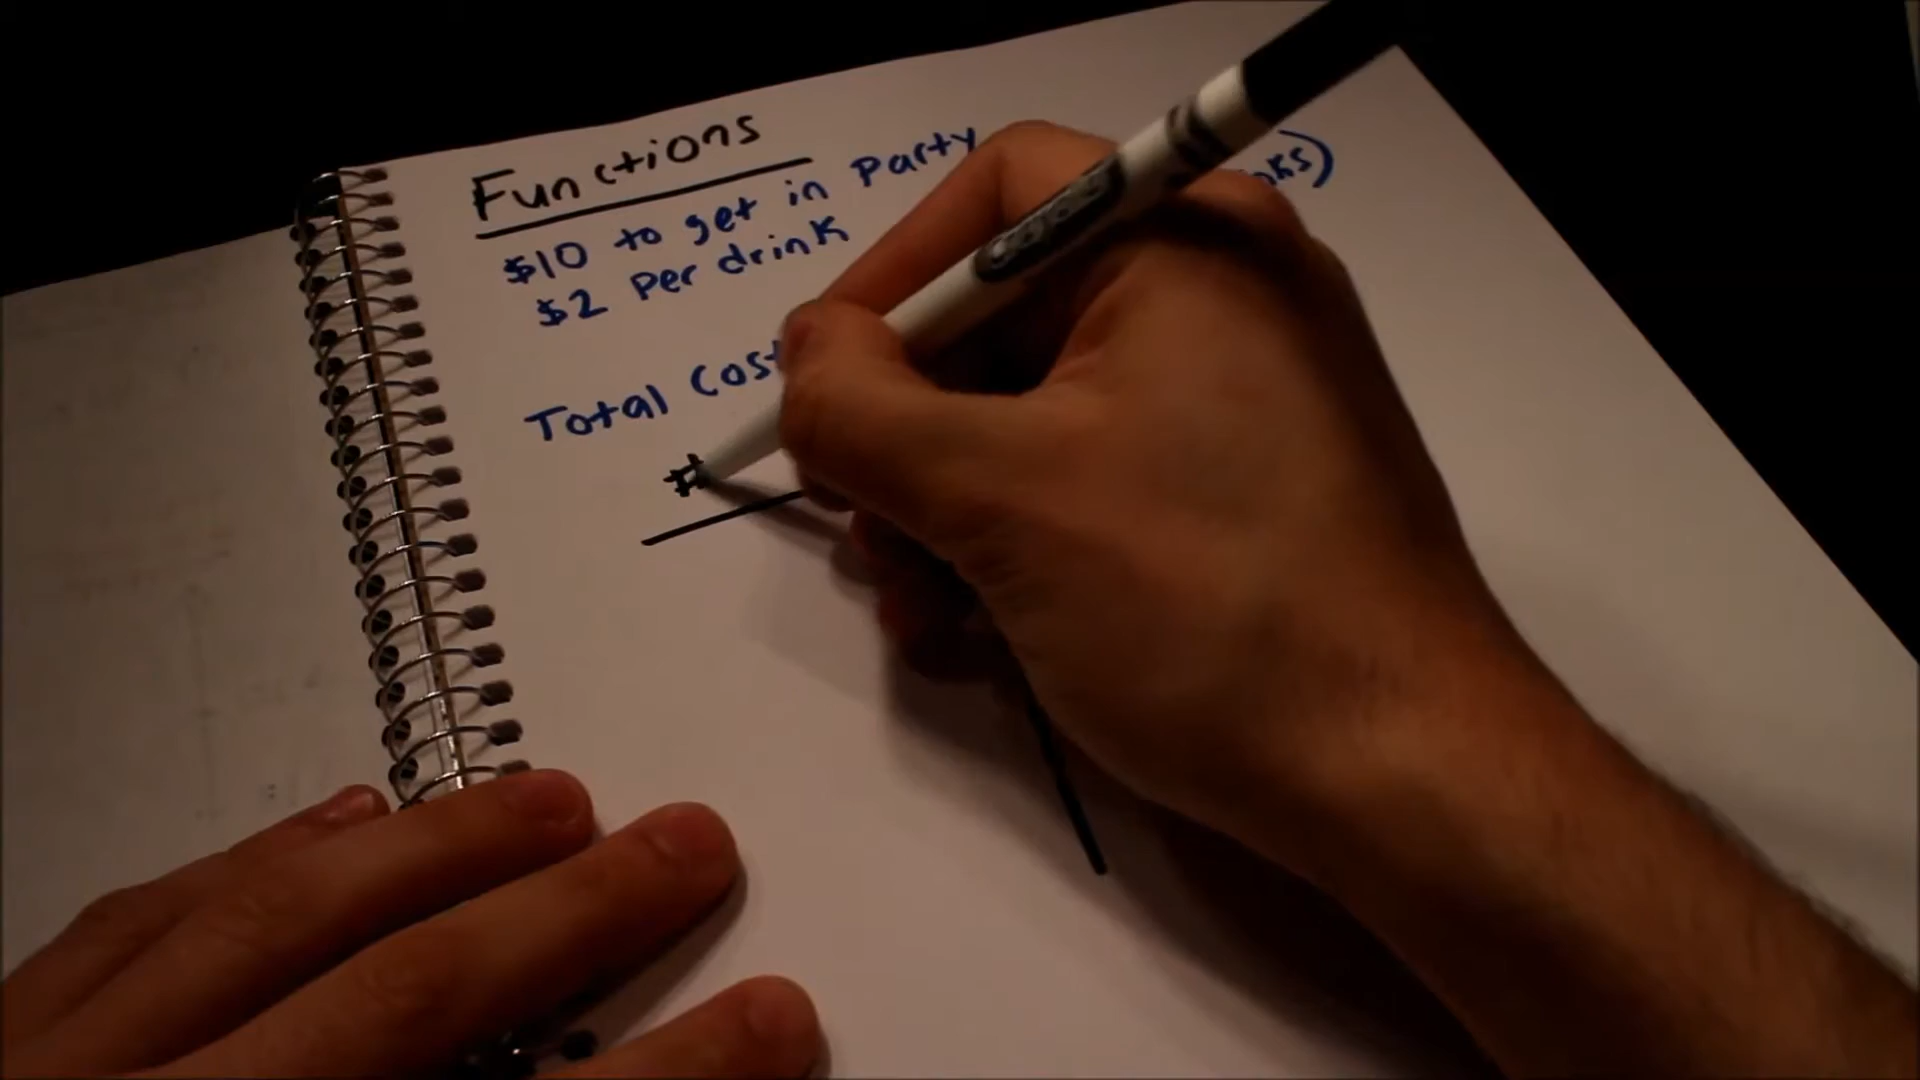 Functions
$10 to get in Party
$2 Per drink
Total Cost
#